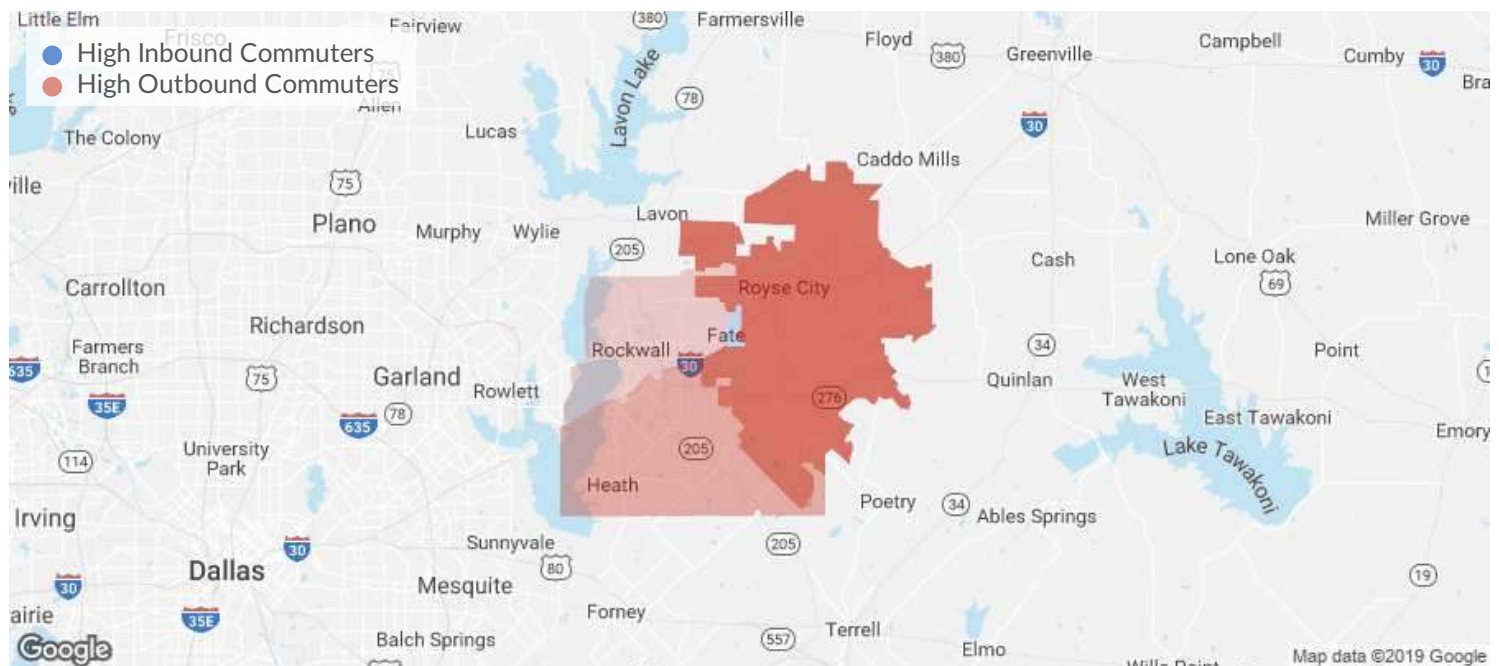 Little Elm
Fairview
380
Farmersville
Frisco
Floyd
Greenville
Campbell
Cumby
High Inbound Commuters
380
30
High Outbound Commuters
75
Lavon Lake
78
Allen
30
The Colony
Lucas
Caddo Mills
75
ville
Lavon
Miller Grove
Plano
Murphy
Wylie
205
Lone Oak
Cash
69
Carrollton
Royse City
Richardson
Fate
34
Farmers
Branch
Rockwall
30
Point
635
75
Garland
Rowlett
Quinlan
West
Tawakoni
276
35E
78
635
East Tawakoni
Emory
University
Park
205
Lake Tawakoni
114
Heath
Poetry
34
Ables Springs
Irving
30
Sunnyvale
205
Dallas
80
30
Mesquite
19
airie
35E
Forney
Terrell
Balch Springs
557
Elmo
Google
Map data ©2019 Google